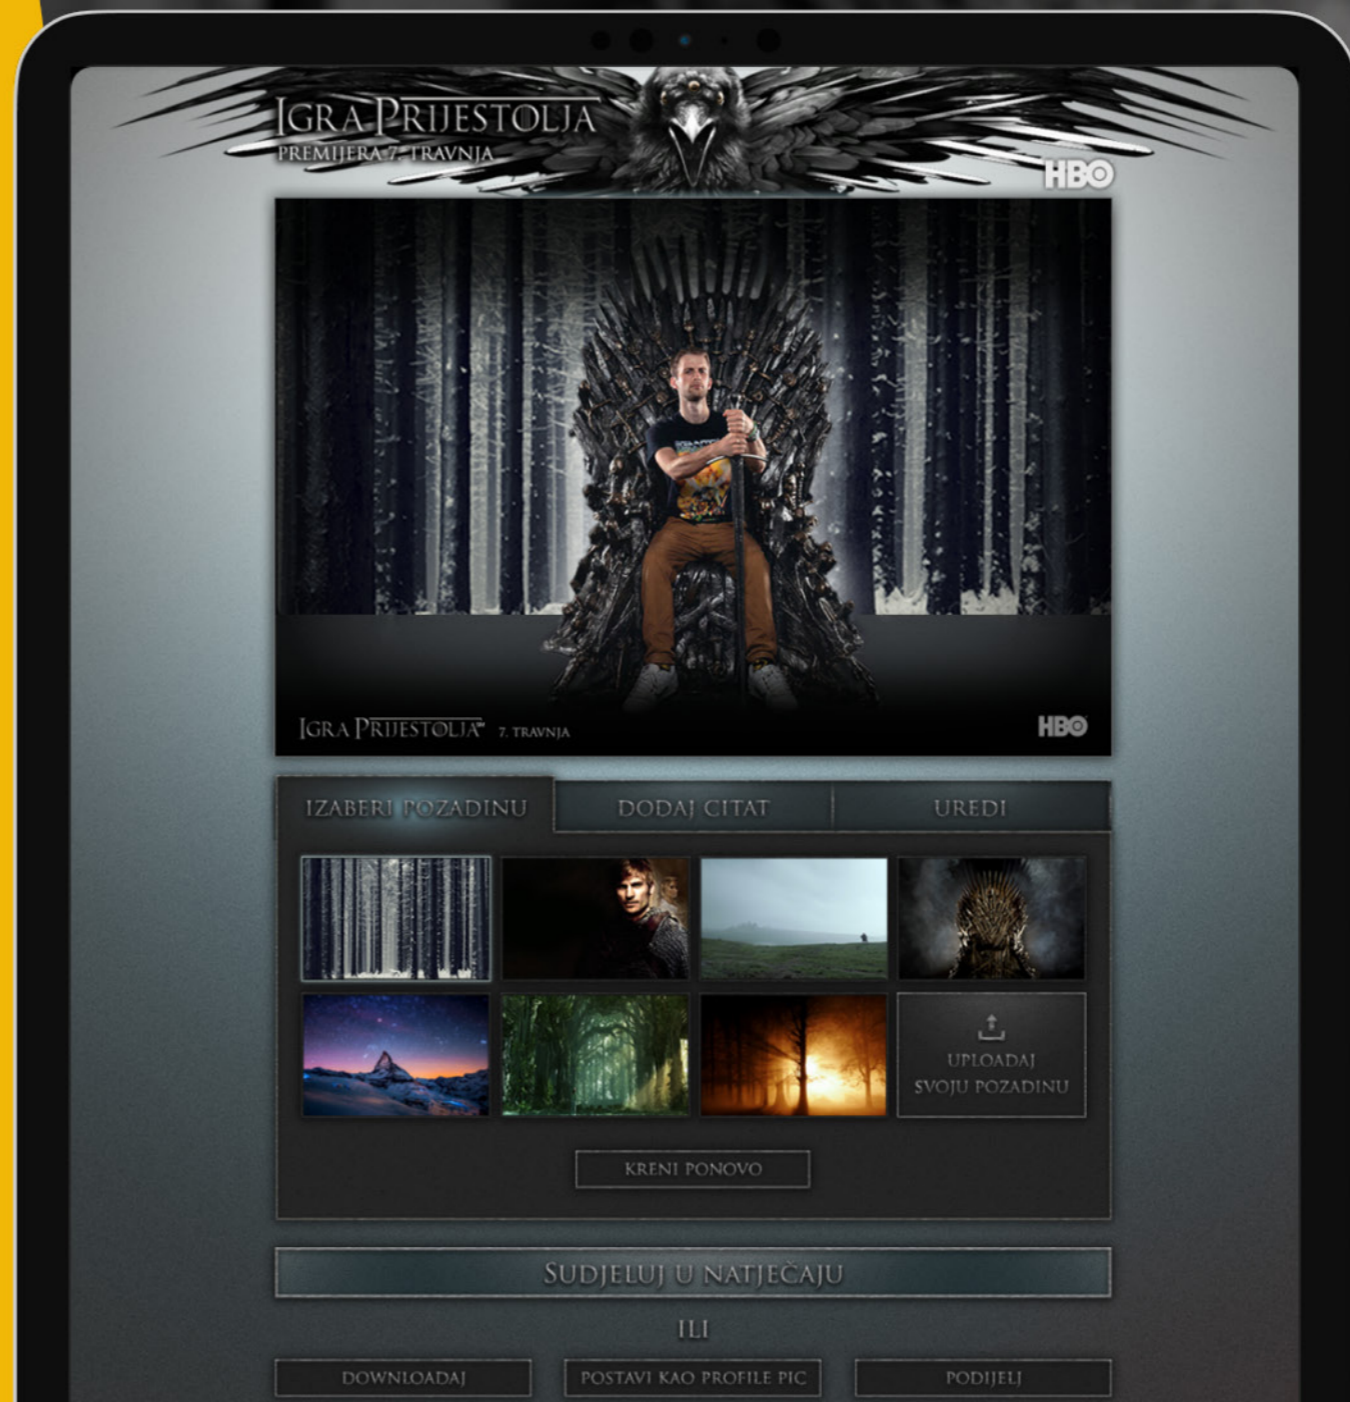 IGRA PRIJESTOLJA
PREMIJERA 7. TRAVNJA
HBO
IGRA PRIJESTOLJA™ 7. TRAVNJA
HBO
IZABERI POZADINU
DODAJ CITAT
UREDI
UPLOADAJ
SVOJU POZADINU
KRENI PONOVO
SUDJELUJ U NATJEČAJU
ILI
DOWNLOADAJ
POSTAVI KAO PROFILE PIC
PODIJELJ